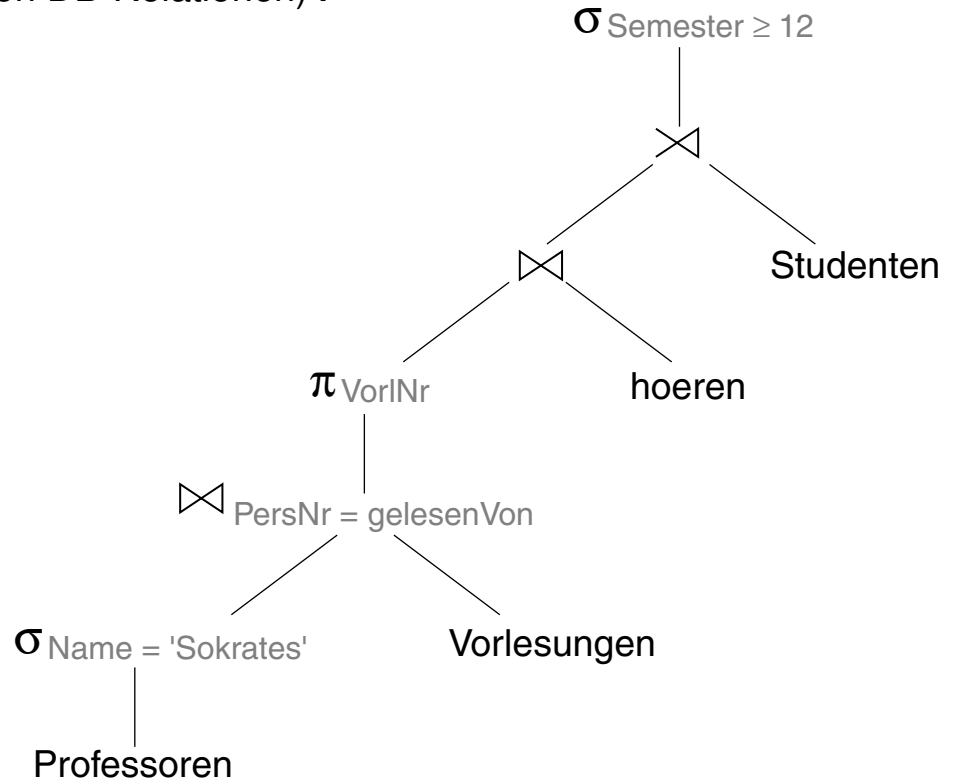 σ Semester ≥ 12
⋊
⋈
Studenten
π VorlNr
hoeren
⋈ PersNr = gelesenVon
σ Name = 'Sokrates'
Vorlesungen
Professoren